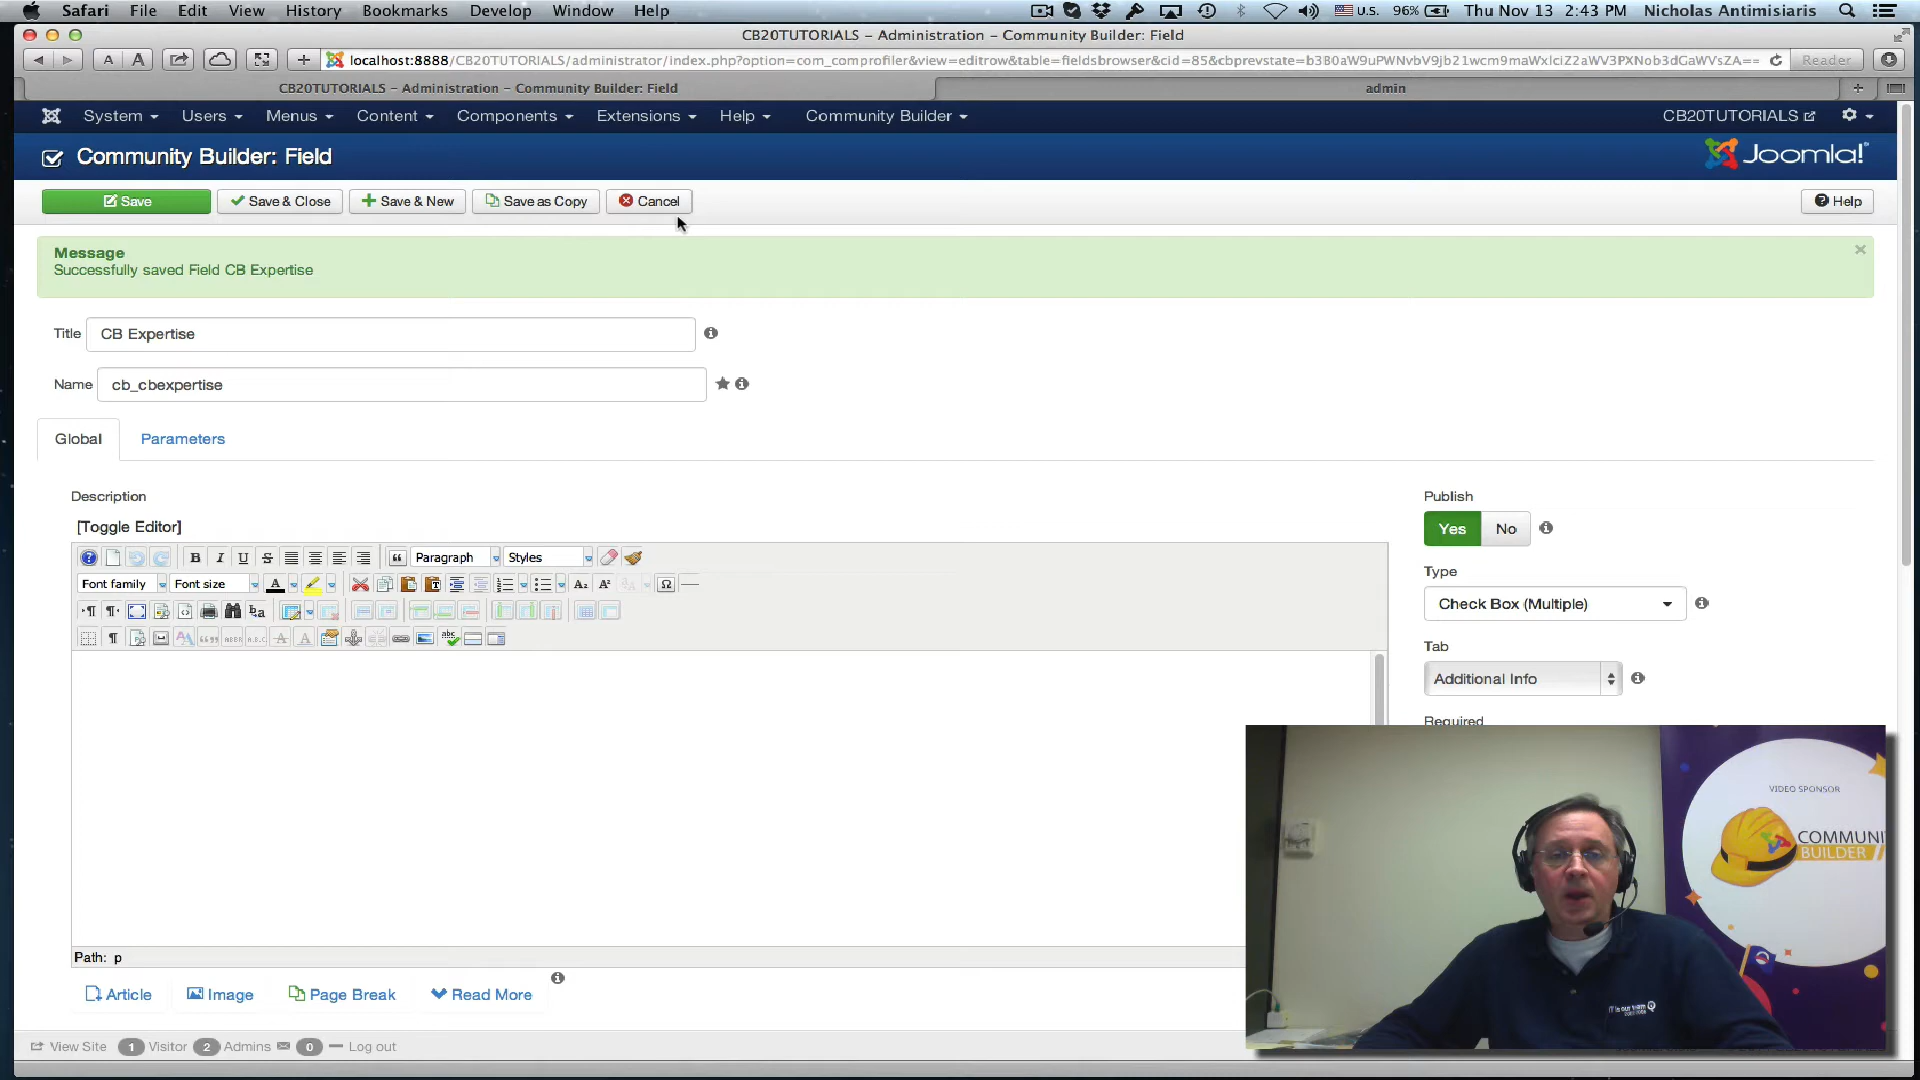 Safari File Edit View History Bookmarks Develop Window Help U.S. 96% Thu Nov 13 2:43 PM Nicholas Antimisiaris
CB20TUTORIALS – Administration – Community Builder: Field
A A + localhost:8888/CB20TUTORIALS/administrator/index.php?option=com_comprofiler&view=editrow&table=fieldsbrowser&cid=85&cbprevstate=b3B0aW9uPWNvbV9jb21wcm9maWxlciZ2aWV3PXNob3dGaWVsZA== Reader
CB20TUTORIALS – Administration – Community Builder: Field admin
System Users Menus Content Components Extensions Help Community Builder CB20TUTORIALS
Community Builder: Field Joomla!
Save Save & Close Save & New Save as Copy Cancel Help
Message
Successfully saved Field CB Expertise
Title CB Expertise
Name cb_cbexpertise
Global Parameters
Description
[Toggle Editor]
B I U Paragraph Styles
Font family Font size
Path: p
Article Image Page Break Read More
Publish
Yes No
Type
Check Box (Multiple)
Tab
Additional Info
Required
VIDEO SPONSOR
COMMUNI
BUILDER
View Site 1 Visitor 2 Admins 0 Log out